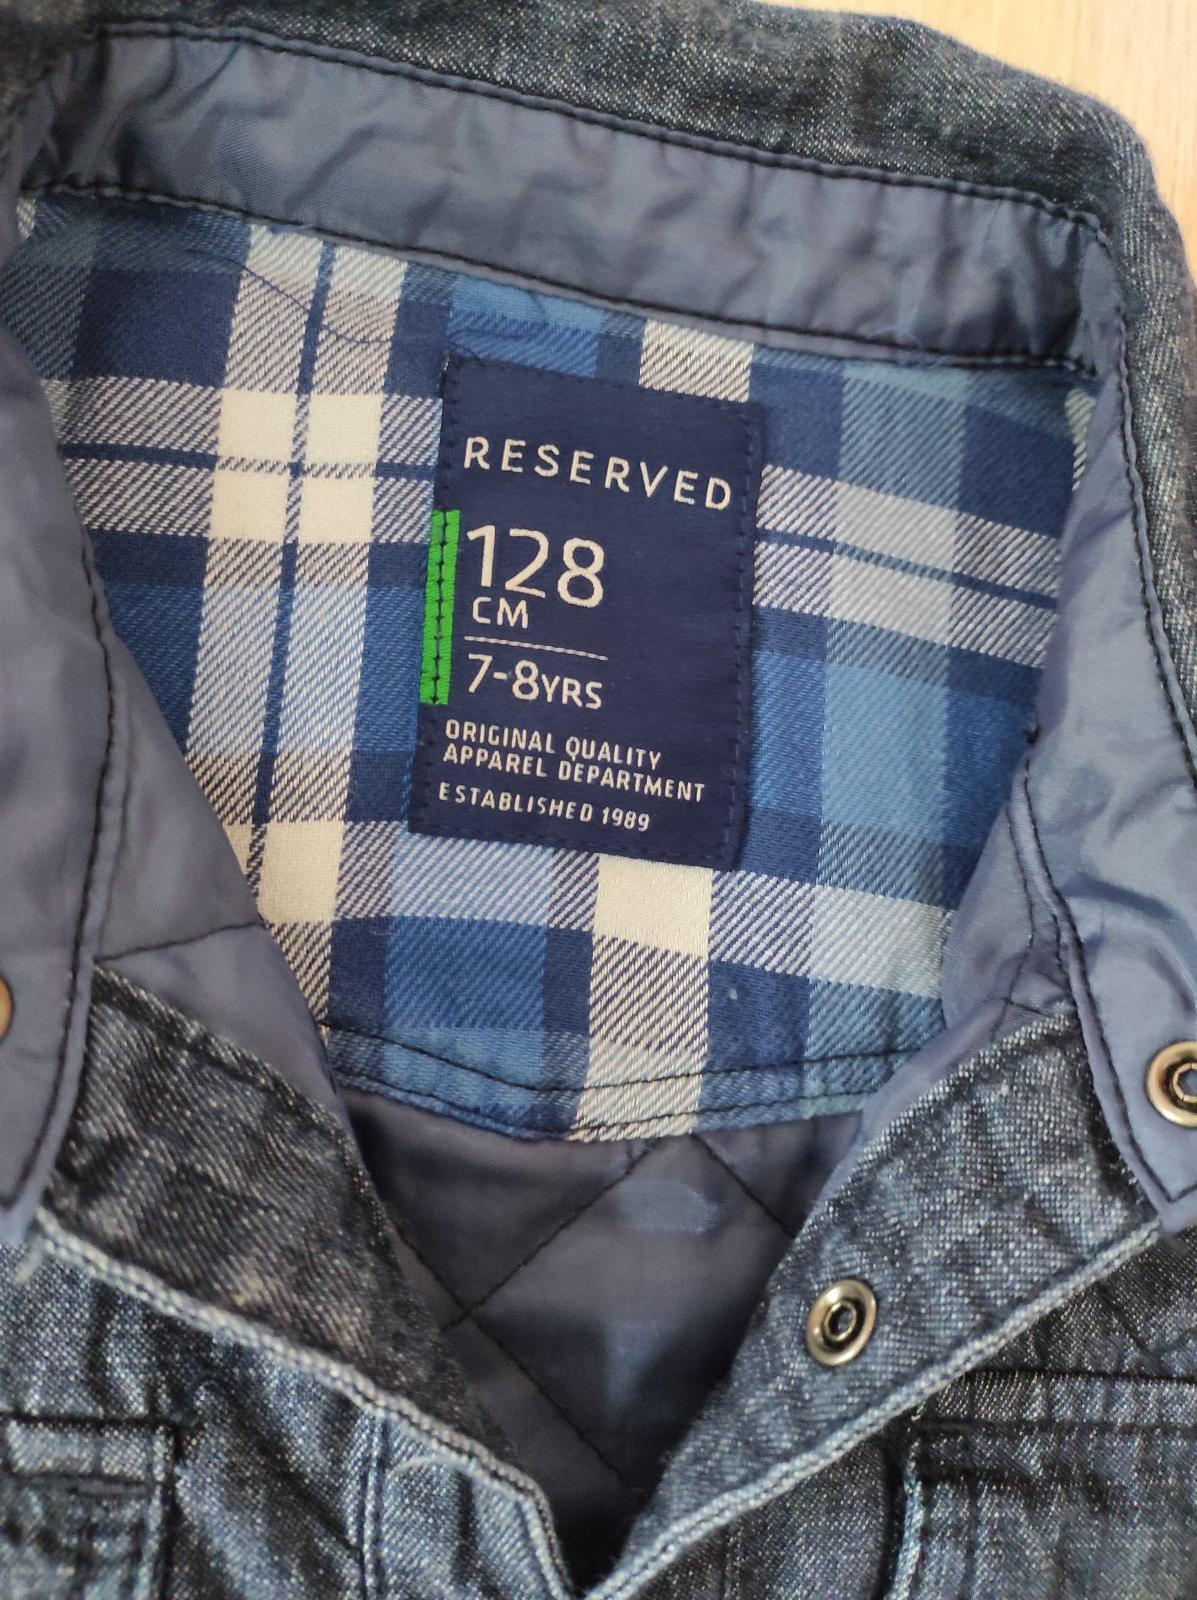 RESERVED
128
CM
7-8YRS
ORIGINAL QUALITY
APPAREL DEPARTMENT
ESTABLISHED 1989